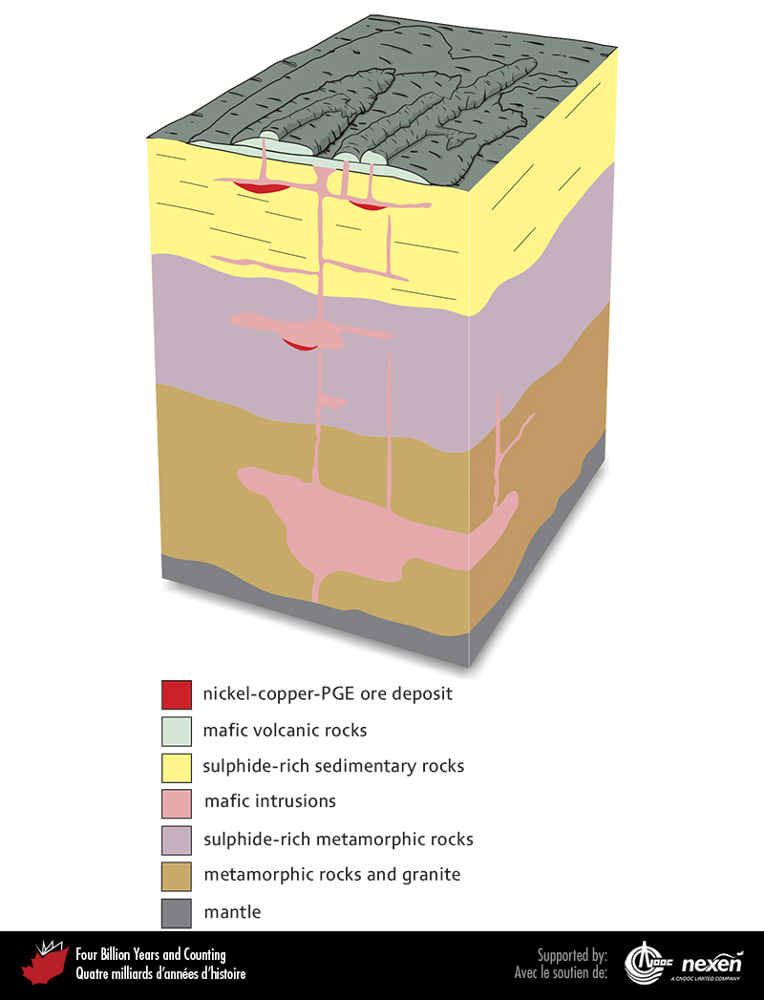 nickel-copper-PGE ore deposit
mafic volcanic rocks
sulphide-rich sedimentary rocks
mafic intrusions
sulphide-rich metamorphic rocks
metamorphic rocks and granite
mantle
Four Billion Years and Counting
Quatre milliards d'années d'histoire
Supported by:
Avec le soutien de:
CNOOC
nexen
A CNOOC LIMITED COMPANY